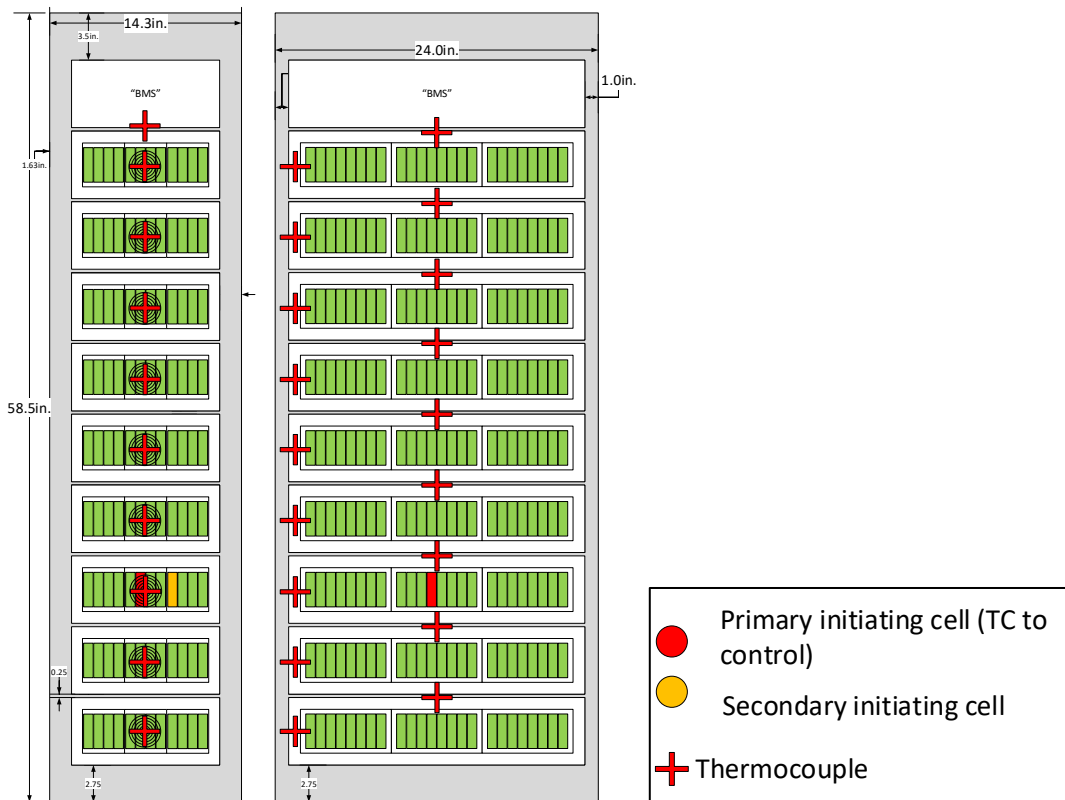 14.3in.
3.5in.
24.0in.
1.0in.
"BMS"
"BMS"
1.63in.
58.5in.
0.25
2.75
2.75
Primary initiating cell (TC to
control)
Secondary initiating cell
Thermocouple